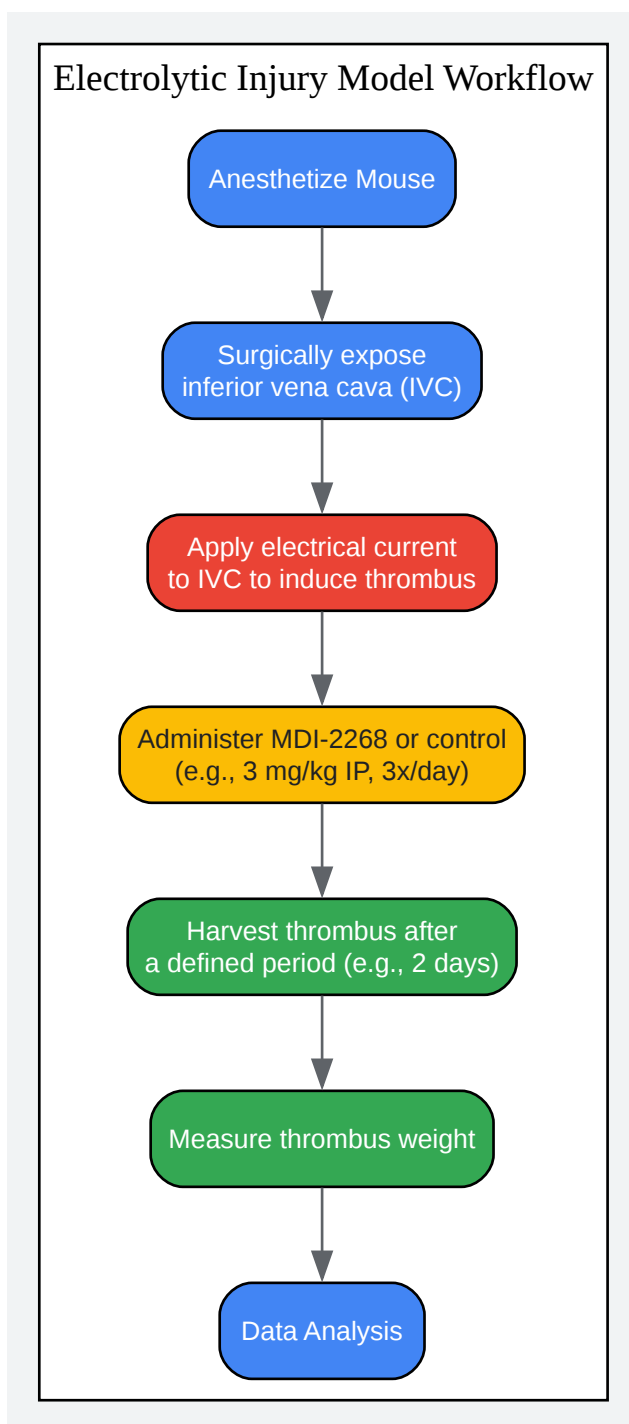 Electrolytic Injury Model Workflow
Anesthetize Mouse
Surgically expose
inferior vena cava (IVC)
Apply electrical current
to IVC to induce thrombus
Administer MDI-2268 or control
(e.g., 3 mg/kg IP, 3x/day)
Harvest thrombus after
a defined period (e.g., 2 days)
Measure thrombus weight
Data Analysis